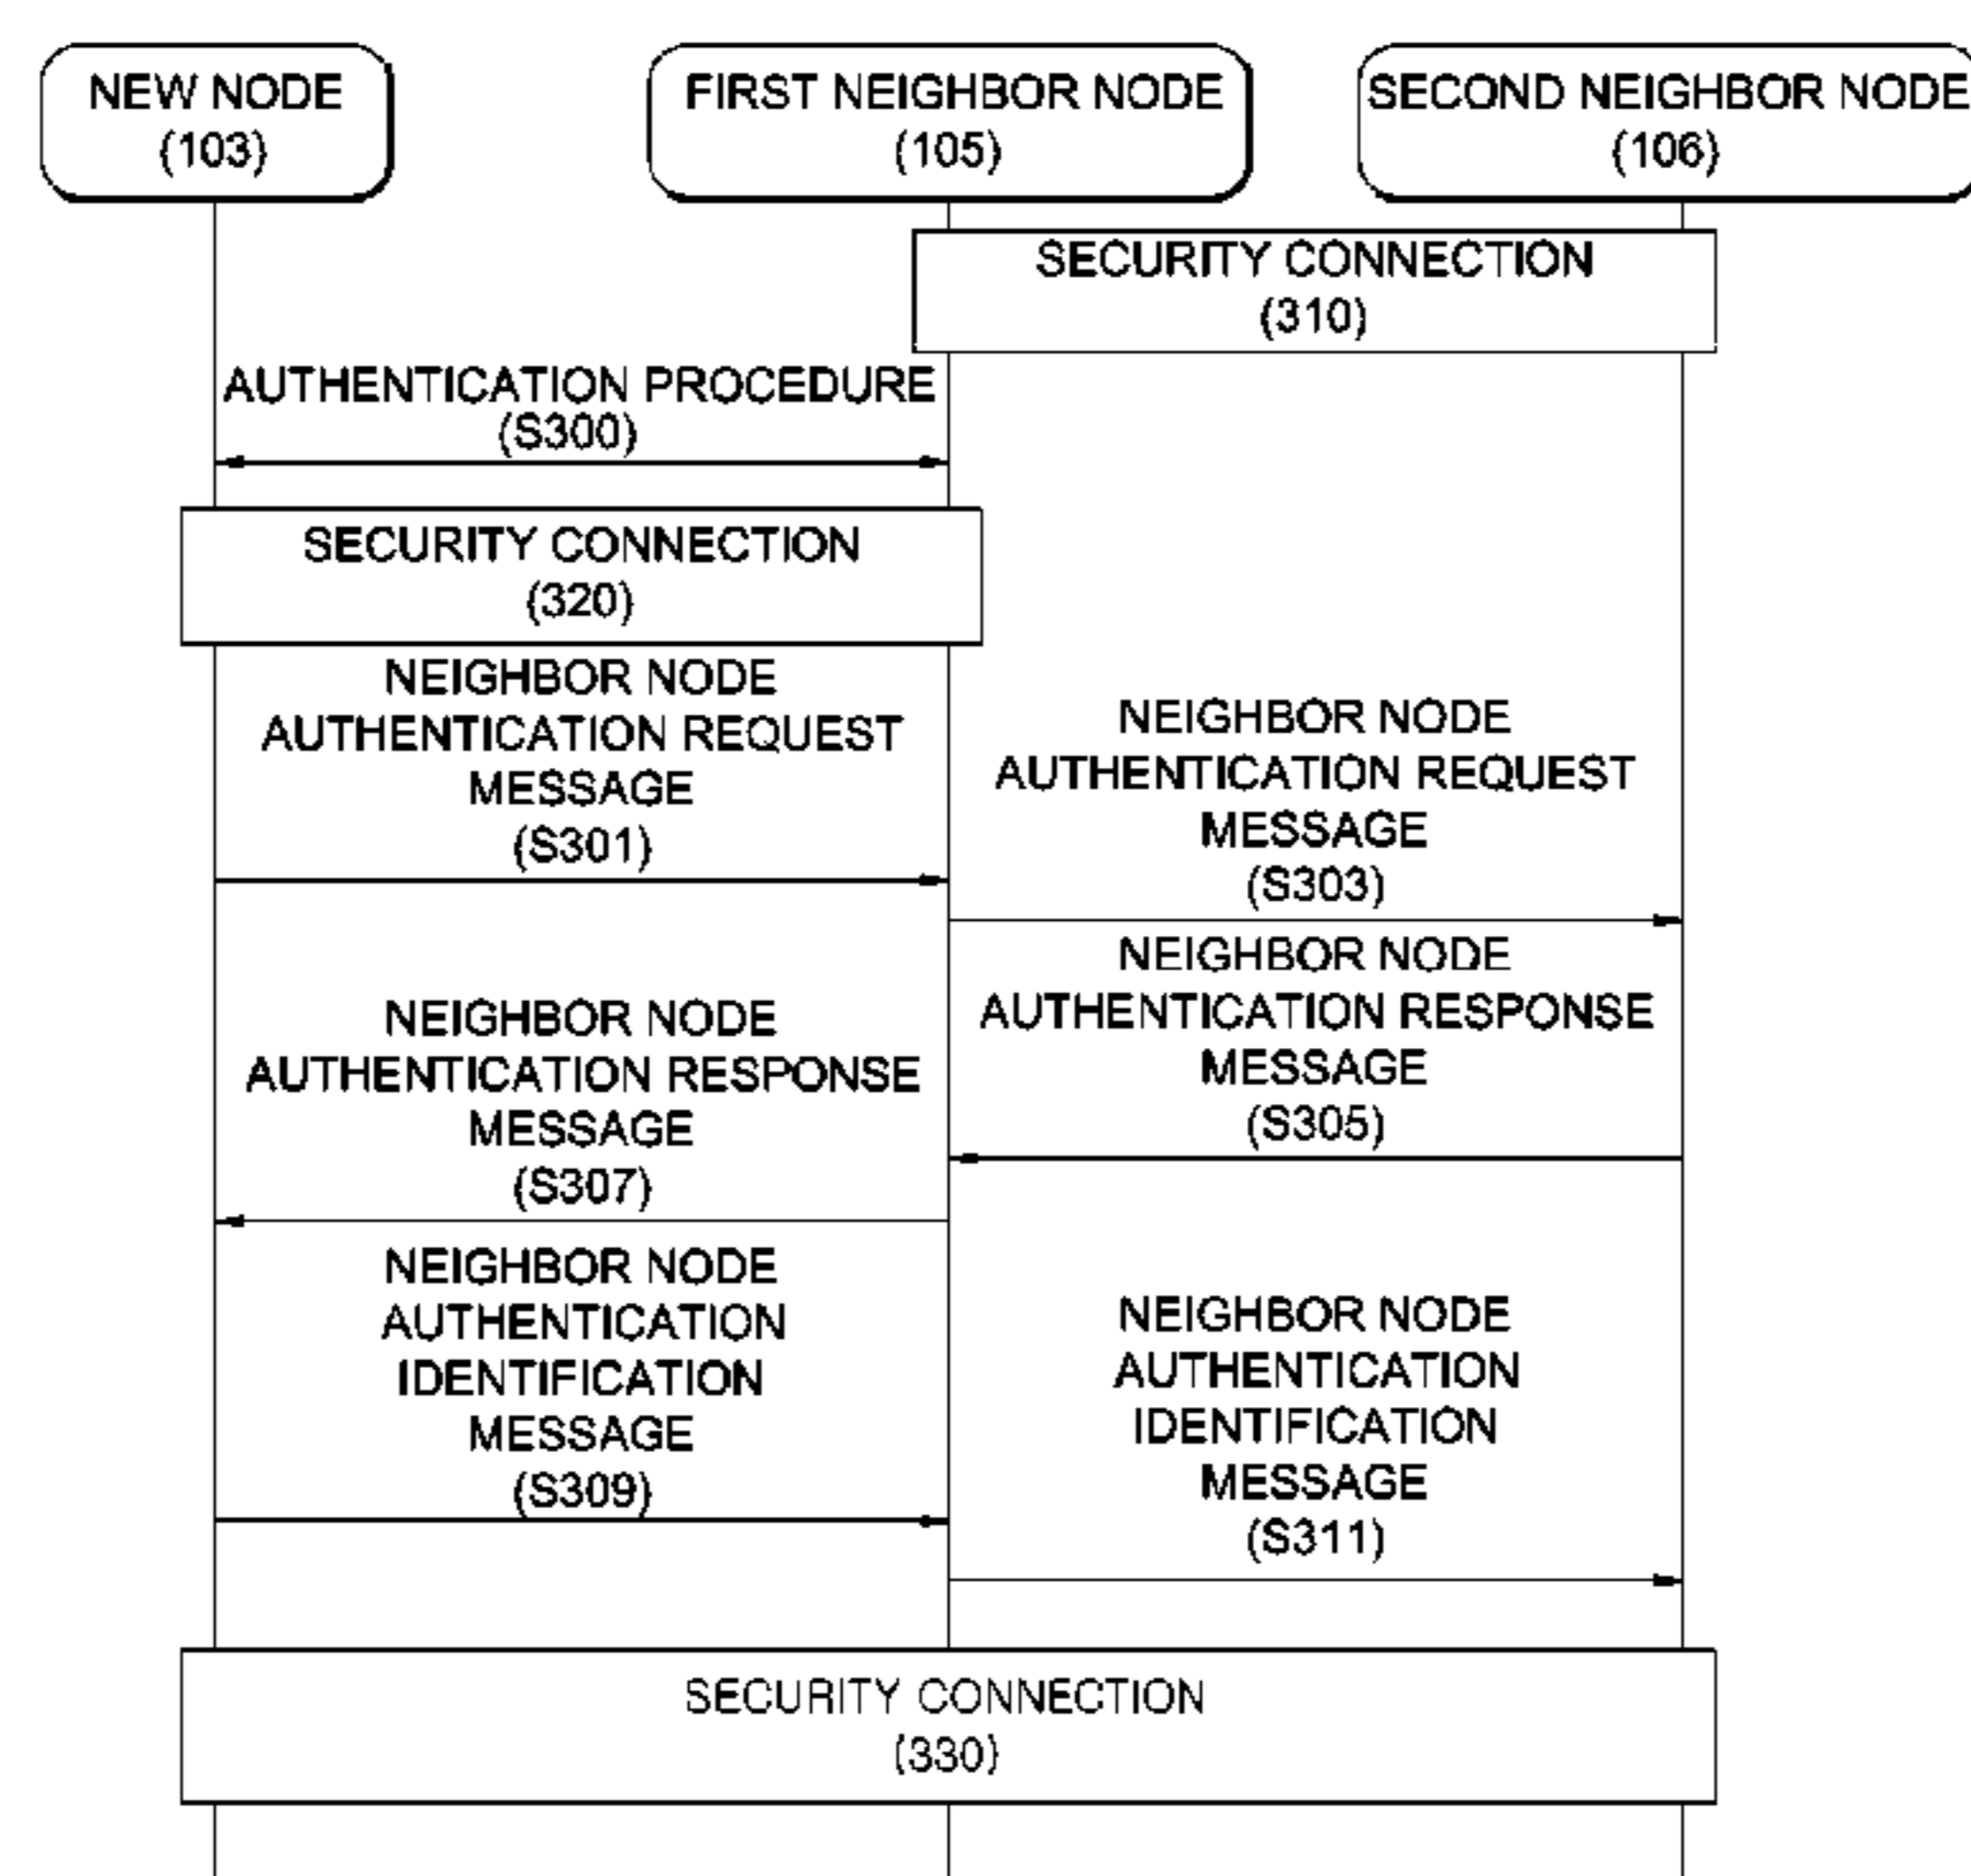 NEW NODE
(103)
FIRST NEIGHBOR NODE
(105)
SECOND NEIGHBOR NODE
(106)
SECURITY CONNECTION
(310)
AUTHENTICATION PROCEDURE
(S300)
SECURITY CONNECTION
(320)
NEIGHBOR NODE
AUTHENTICATION REQUEST
MESSAGE
(S301)
NEIGHBOR NODE
AUTHENTICATION REQUEST
MESSAGE
(S303)
NEIGHBOR NODE
AUTHENTICATION RESPONSE
MESSAGE
(S305)
NEIGHBOR NODE
AUTHENTICATION RESPONSE
MESSAGE
(S307)
NEIGHBOR NODE
AUTHENTICATION
IDENTIFICATION
MESSAGE
(S309)
NEIGHBOR NODE
AUTHENTICATION
IDENTIFICATION
MESSAGE
(S311)
SECURITY CONNECTION
(330)